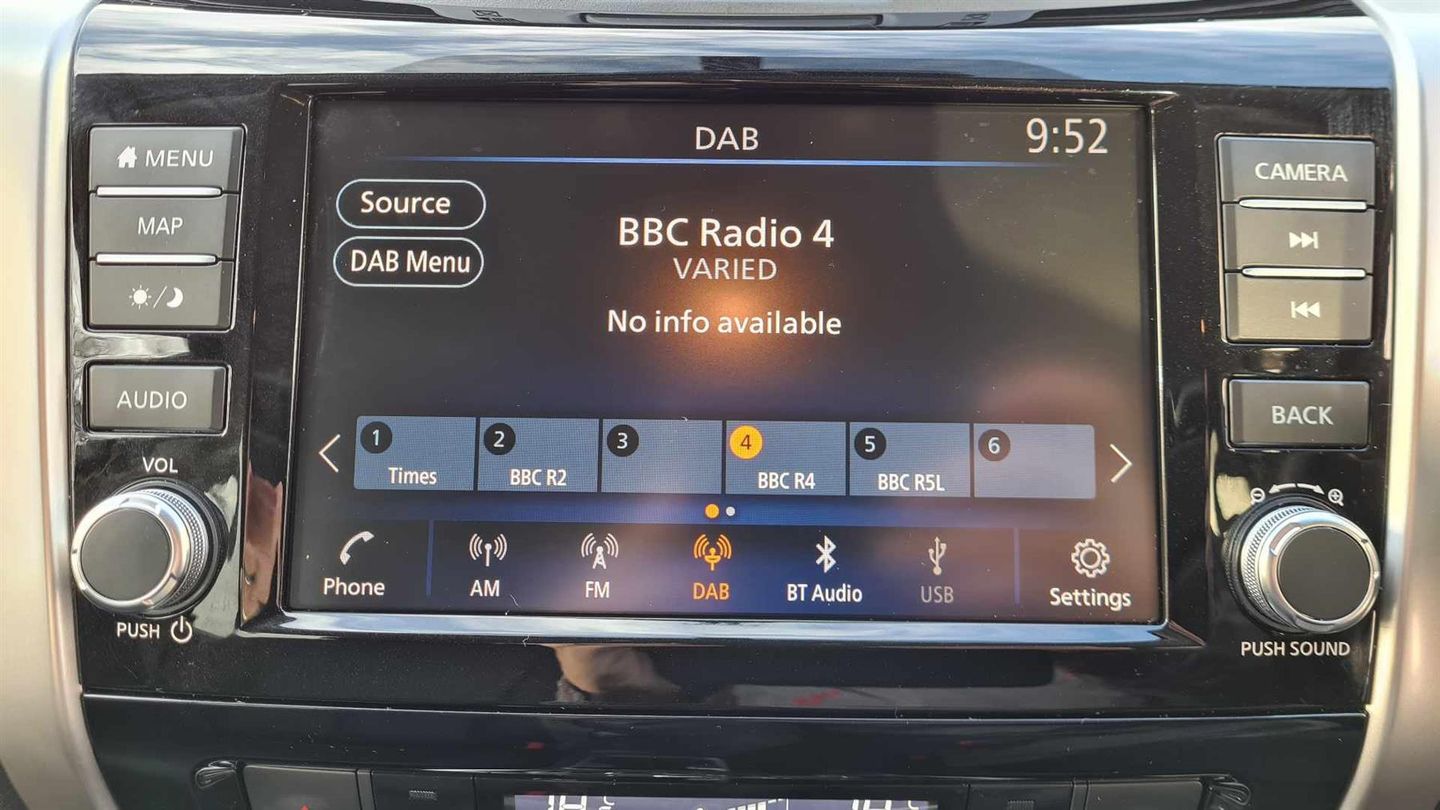 DAB
9:52
MENU
MAP
AUDIO
VOL
PUSH
Source
DAB Menu
BBC Radio 4
VARIED
No info available
1 2 3 4 5 6
Times BBC R2 BBC R4 BBC R5L
Phone AM FM DAB BT Audio USB Settings
CAMERA
BACK
PUSH SOUND